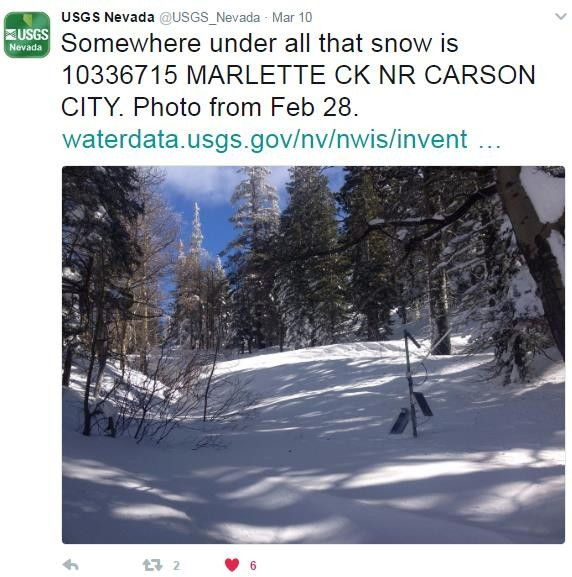 USGS Nevada @USGS_Nevada · Mar 10
USGS
Nevada
Somewhere under all that snow is
10336715 MARLETTE CK NR CARSON
CITY. Photo from Feb 28.
waterdata.usgs.gov/nv/nwis/invent …
2 6